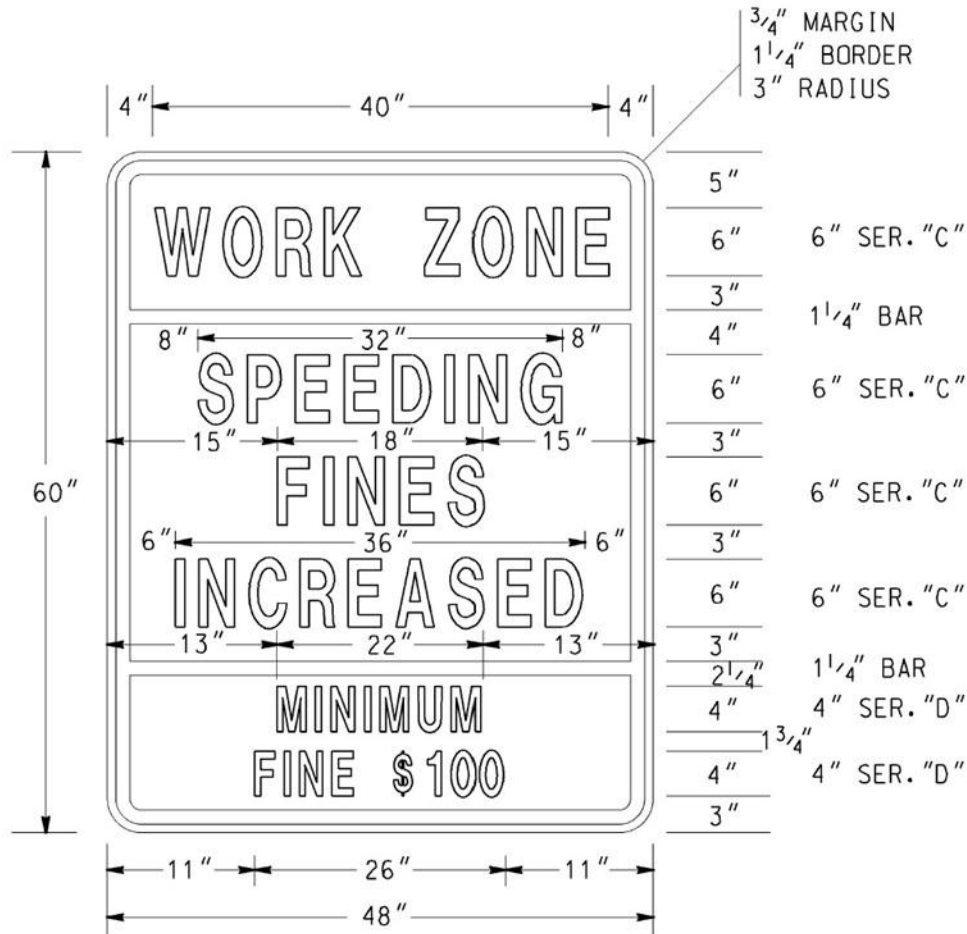 3/4" MARGIN
1 1/4" BORDER
3" RADIUS
4" 40" 4"
5"
WORK ZONE
6" 6" SER. "C"
3"
1 1/4" BAR
4"
8" 32" 8"
SPEEDING
6" 6" SER. "C"
15" 18" 15"
3"
60"
FINES
6" 6" SER. "C"
6" 36" 6"
3"
INCREASED
6" 6" SER. "C"
13" 22" 13"
3"
2 1/4" 1 1/4" BAR
MINIMUM
4" 4" SER. "D"
1 3/4"
FINE $100
4" 4" SER. "D"
3"
11" 26" 11"
48"